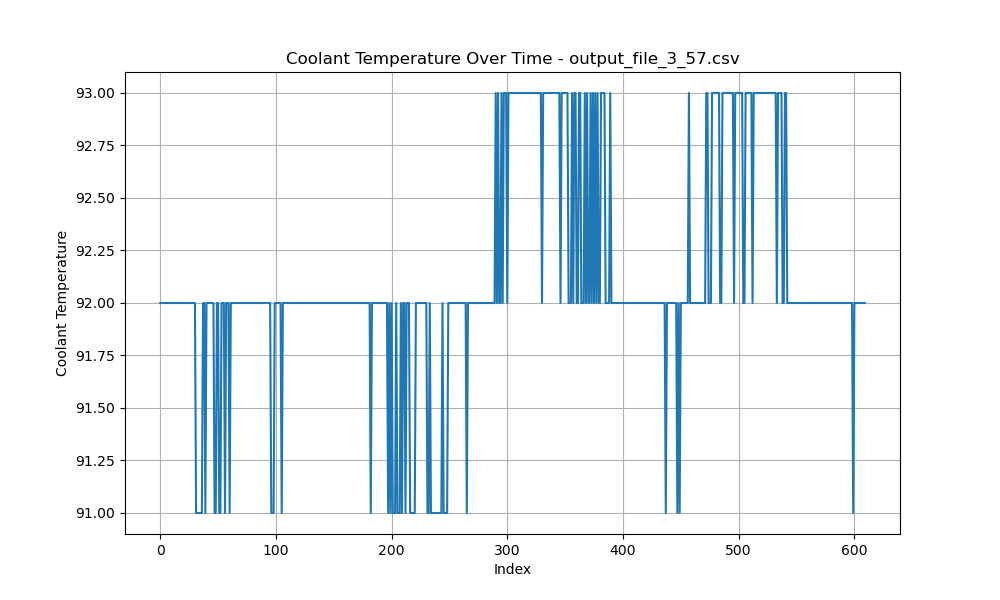 Coolant Temperature Over Time - output_file_3_57.csv
93.00
92.75
92.50
92.25
92.00
91.75
91.50
91.25
91.00
Coolant Temperature
0 100 200 300 400 500 600
Index